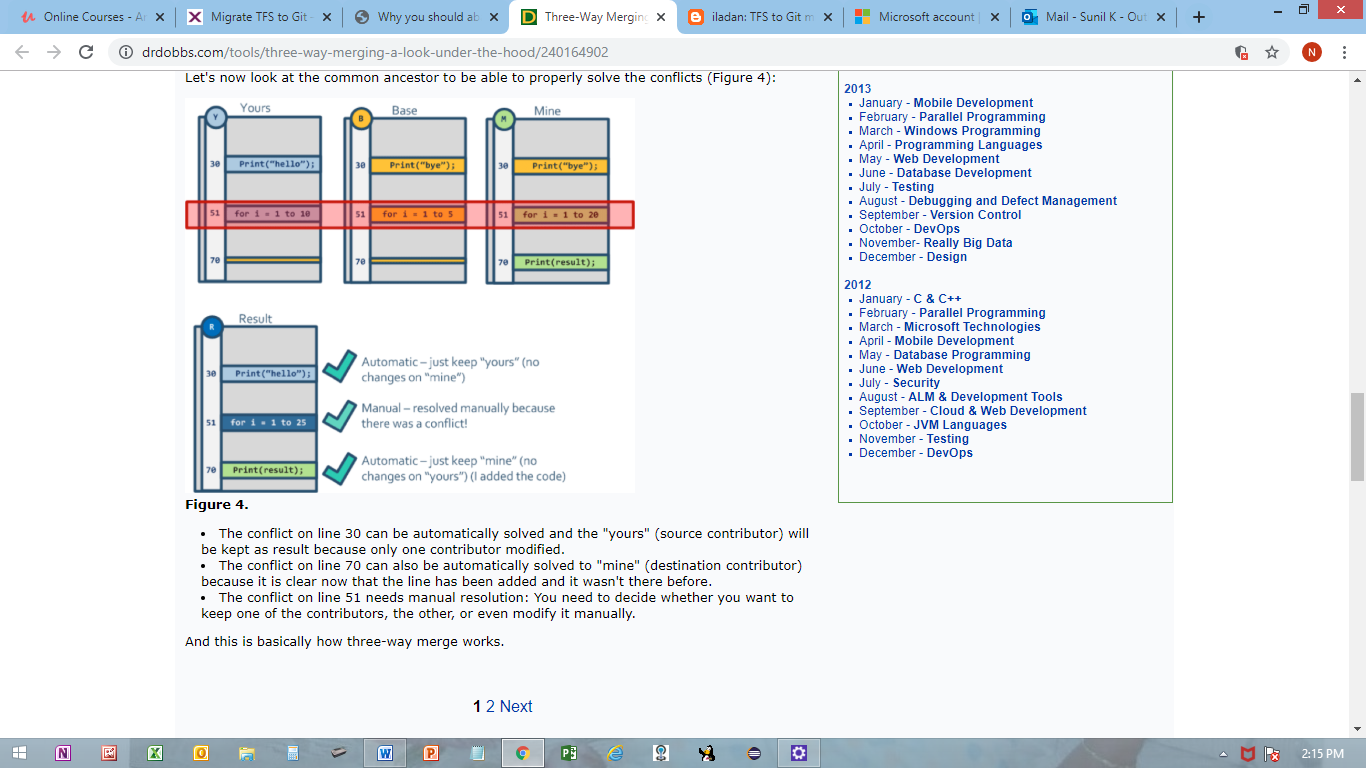 Online Courses - Ar
Migrate TFS to Git -
Why you should ab
Three-Way Merging
iladan: TFS to Git m
Microsoft account
Mail - Sunil K - Out
drdobbs.com/tools/three-way-merging-a-look-under-the-hood/240164902
N
Let's now look at the common ancestor to be able to properly solve the conflicts (Figure 4):
Y Yours
B Base
M Mine
30 Print("hello");
30 Print("bye");
30 Print("bye");
51 for i = 1 to 10
51 for i = 1 to 5
51 for i = 1 to 20
70
70
70 Print(result);
R Result
30 Print("hello");
Automatic – just keep "yours" (no
changes on "mine")
51 for i = 1 to 25
Manual – resolved manually because
there was a conflict!
70 Print(result);
Automatic – just keep "mine" (no
changes on "yours") (I added the code)
Figure 4.
• The conflict on line 30 can be automatically solved and the "yours" (source contributor) will
be kept as result because only one contributor modified.
• The conflict on line 70 can also be automatically solved to "mine" (destination contributor)
because it is clear now that the line has been added and it wasn't there before.
• The conflict on line 51 needs manual resolution: You need to decide whether you want to
keep one of the contributors, the other, or even modify it manually.
And this is basically how three-way merge works.
1 2 Next
2013
January - Mobile Development
February - Parallel Programming
March - Windows Programming
April - Programming Languages
May - Web Development
June - Database Development
July - Testing
August - Debugging and Defect Management
September - Version Control
October - DevOps
November- Really Big Data
December - Design
2012
January - C & C++
February - Parallel Programming
March - Microsoft Technologies
April - Mobile Development
May - Database Programming
June - Web Development
July - Security
August - ALM & Development Tools
September - Cloud & Web Development
October - JVM Languages
November - Testing
December - DevOps
2:15 PM